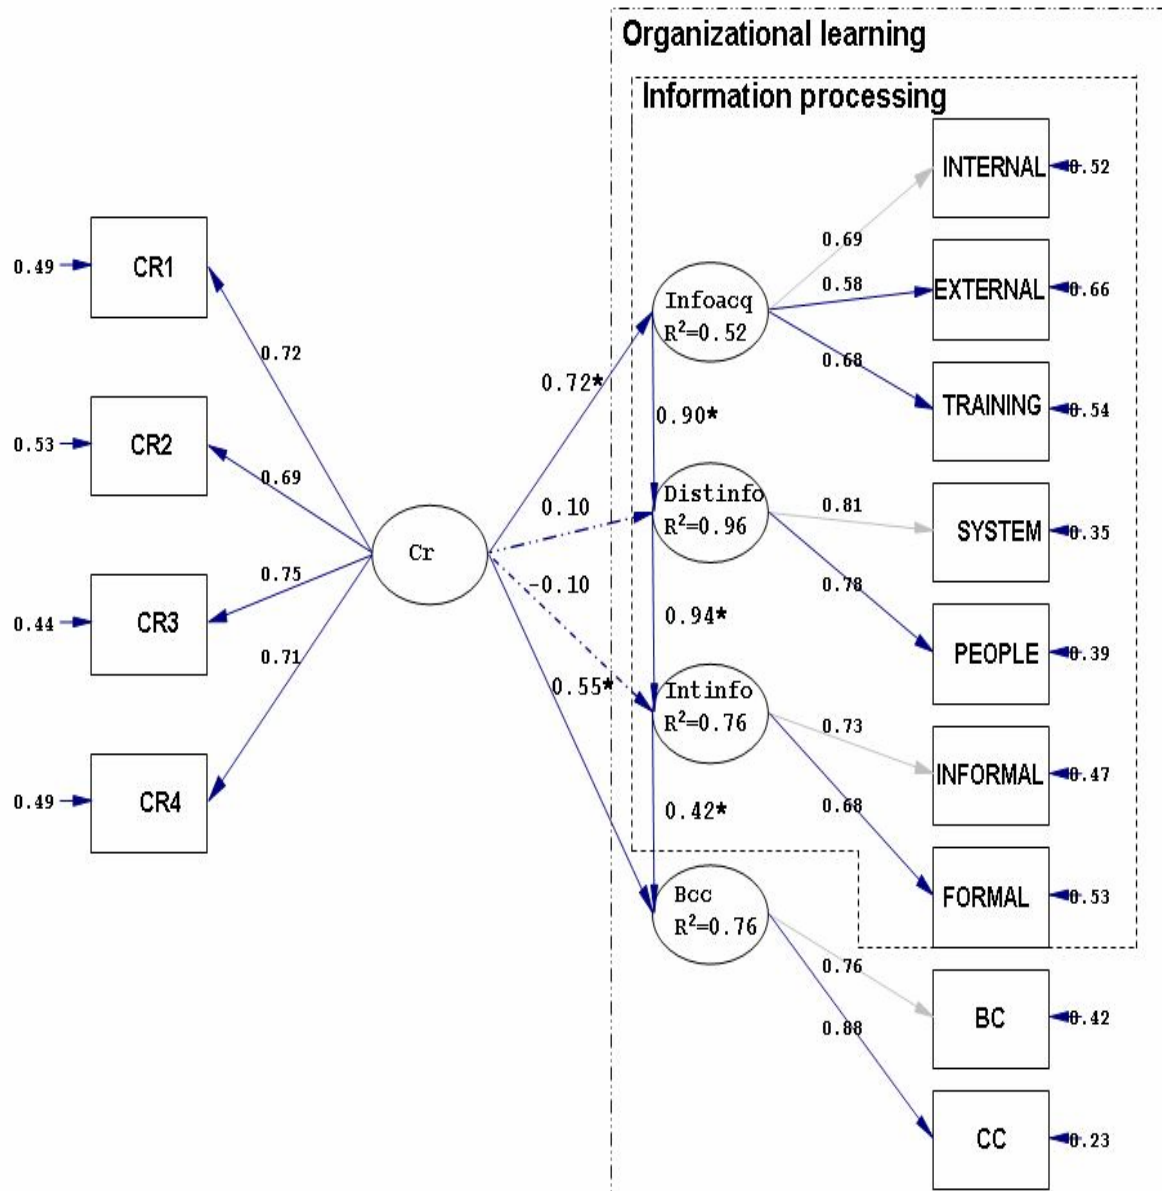 Organizational learning
Information processing
INTERNAL
0.52
0.69
EXTERNAL
0.66
0.58
TRAINING
0.54
0.68
Infoacq
R²=0.52
0.49
CR1
0.72
0.72*
0.90*
0.53
CR2
0.69
0.10
Distinfo
R²=0.96
0.81
SYSTEM
0.35
0.78
Cr
0.44
CR3
0.75
-0.10
0.94*
PEOPLE
0.39
0.71
0.55*
Intinfo
R²=0.76
0.73
INFORMAL
0.47
0.49
CR4
0.42*
0.68
FORMAL
0.53
Bcc
R²=0.76
0.76
BC
0.42
0.88
CC
0.23